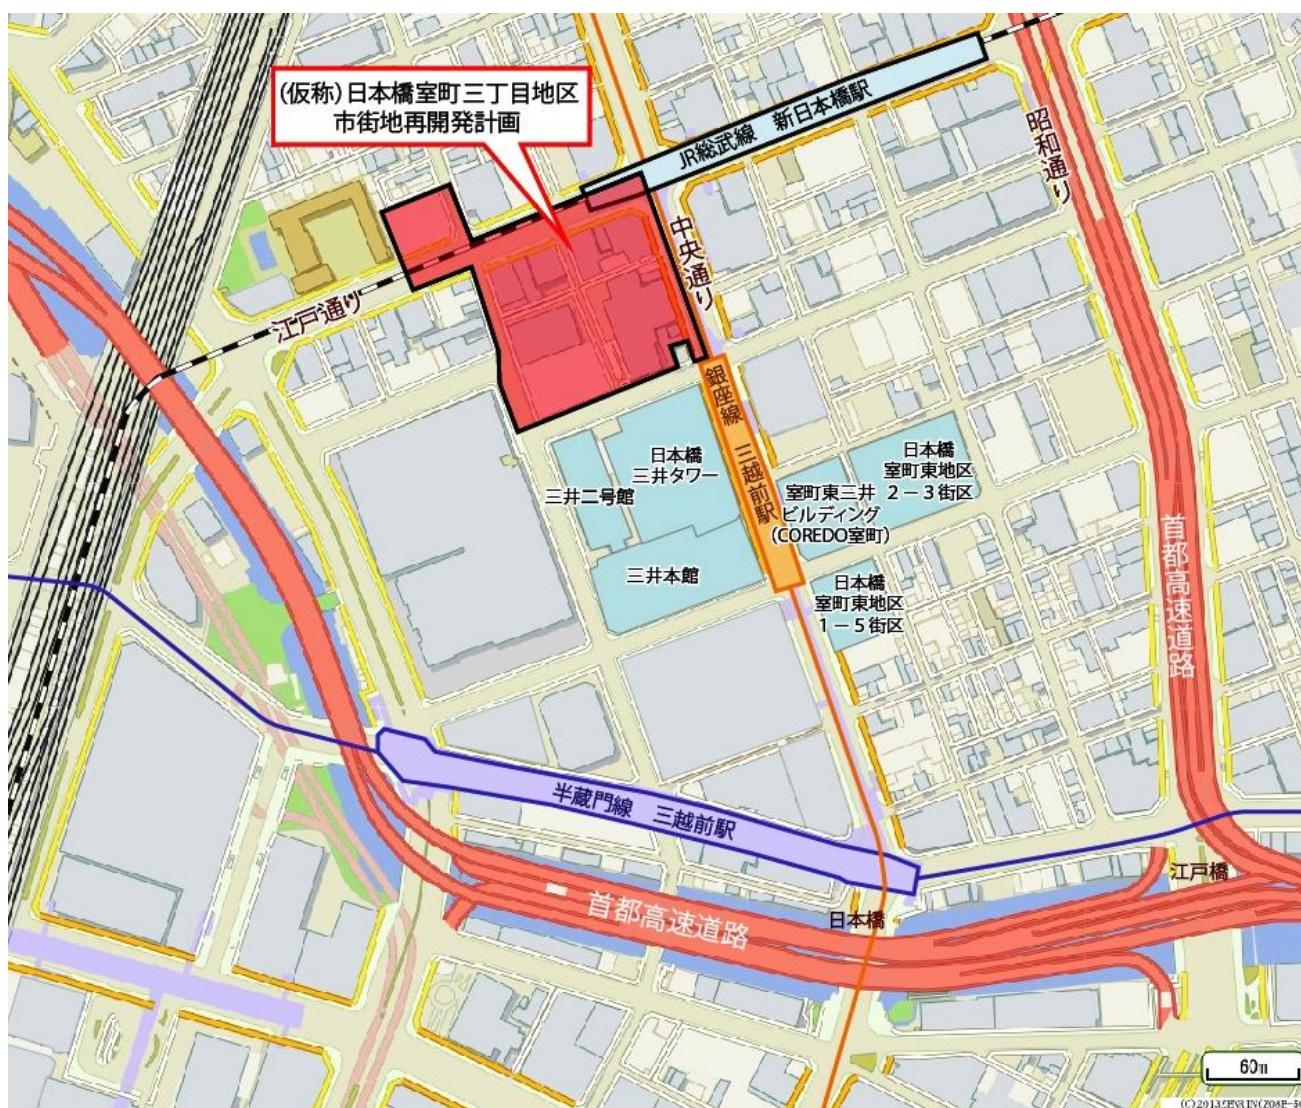 (仮称)日本橋室町三丁目地区
市街地再開発計画
JR総武線　新日本橋駅
昭和通り
中央通り
江戸通り
銀座線　三越前駅
日本橋
三井タワー
三井二号館
三井本館
日本橋
室町東地区
２－３街区
室町東三井
ビルディング
(COREDO室町)
日本橋
室町東地区
１－５街区
首都高速道路
半蔵門線　三越前駅
首都高速道路
日本橋
江戸橋
60m